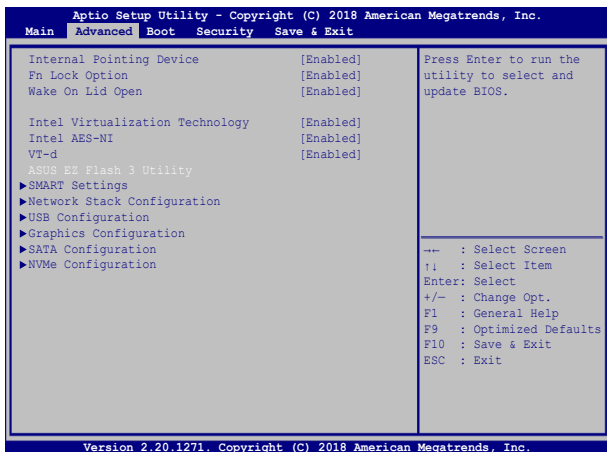 Aptio Setup Utility - Copyright (C) 2018 American Megatrends, Inc.
Main Advanced Boot Security Save & Exit
Internal Pointing Device [Enabled]
Fn Lock Option [Enabled]
Wake On Lid Open [Enabled]
Intel Virtualization Technology [Enabled]
Intel AES-NI [Enabled]
VT-d [Enabled]
ASUS EZ Flash 3 Utility
▶SMART Settings
▶Network Stack Configuration
▶USB Configuration
▶Graphics Configuration
▶SATA Configuration
▶NVMe Configuration
Press Enter to run the
utility to select and
update BIOS.
→← : Select Screen
↑↓ : Select Item
Enter: Select
+/— : Change Opt.
F1 : General Help
F9 : Optimized Defaults
F10 : Save & Exit
ESC : Exit
Version 2.20.1271. Copyright (C) 2018 American Megatrends, Inc.